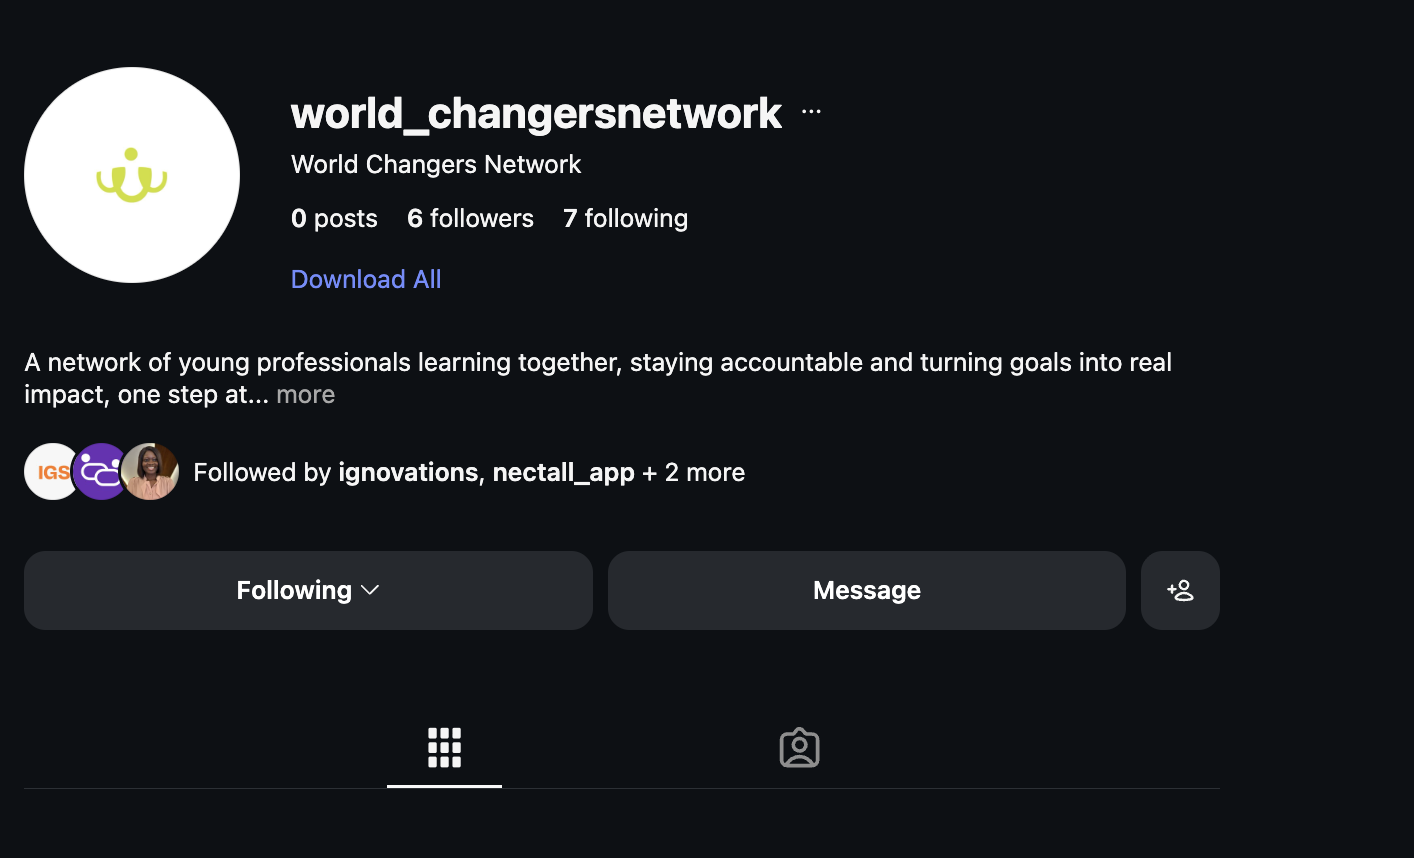 world_changersnetwork ...
World Changers Network
0 posts 6 followers 7 following
Download All
A network of young professionals learning together, staying accountable and turning goals into real
impact, one step at... more
IGS
Followed by ignovations, nectall_app + 2 more
Following
Message